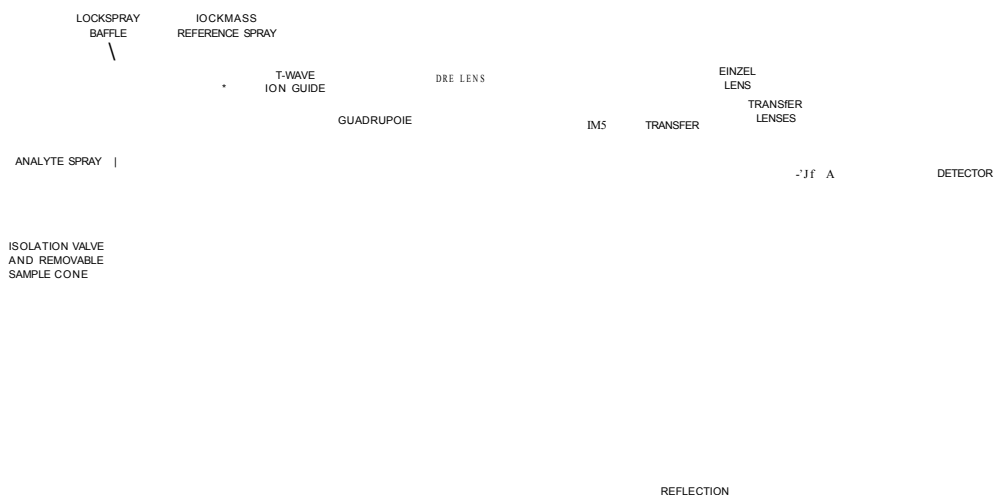 LOCKSPRAY
BAFFLE
IOCKMASS
REFERENCE SPRAY
T-WAVE
* ION GUIDE
DRE LENS
EINZEL
LENS
TRANSfER
LENSES
GUADRUPOIE
IM5
TRANSFER
ANALYTE SPRAY |
-'Jf A
DETECTOR
ISOLATION VALVE
AND REMOVABLE
SAMPLE CONE
REFLECTION